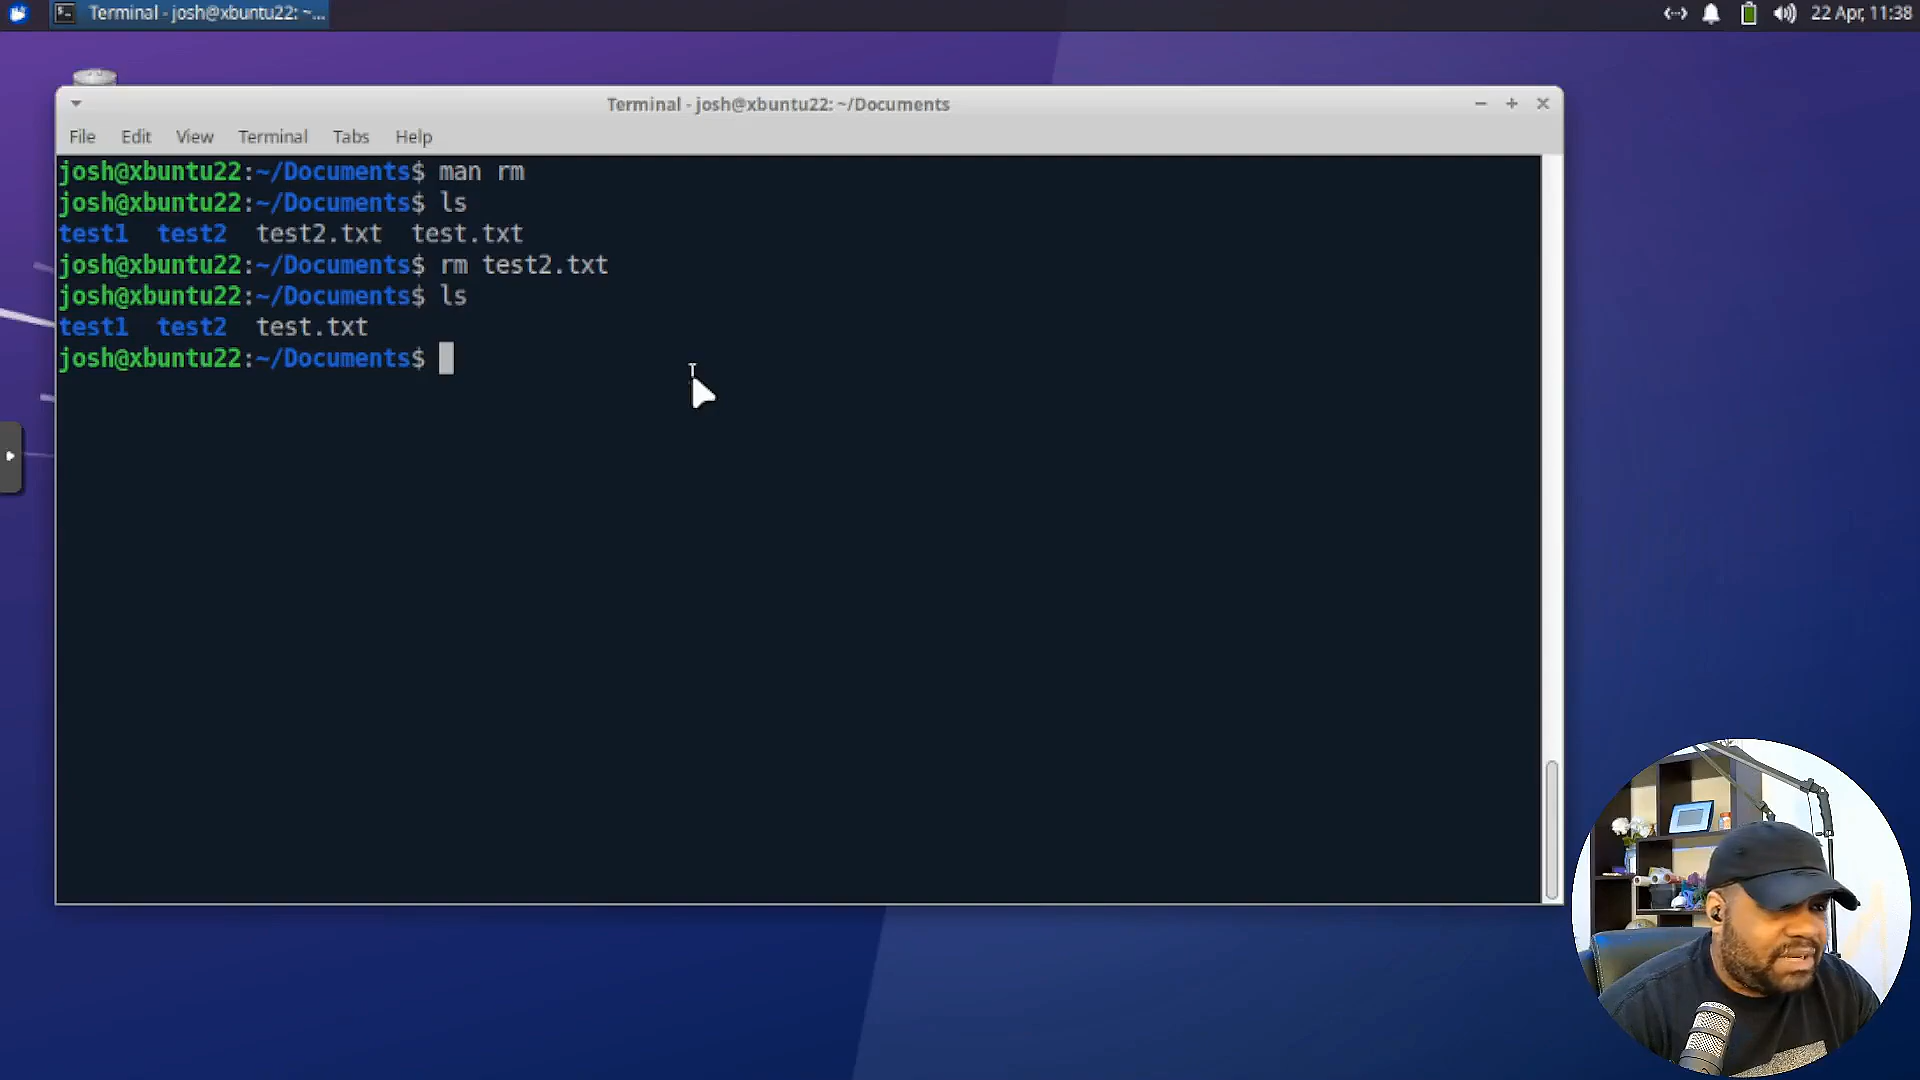 Terminal - josh@xbuntu22: ~...
22 Apr, 11:38
Terminal - josh@xbuntu22: ~/Documents
File Edit View Terminal Tabs Help
josh@xbuntu22:~/Documents$ man rm
josh@xbuntu22:~/Documents$ ls
test1 test2 test2.txt test.txt
josh@xbuntu22:~/Documents$ rm test2.txt
josh@xbuntu22:~/Documents$ ls
test1 test2 test.txt
josh@xbuntu22:~/Documents$